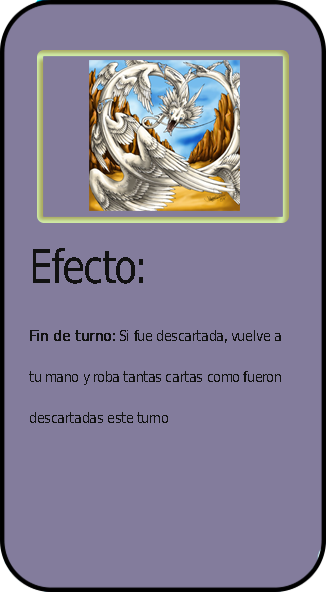 Efecto:
Fin de turno: Si fue descartada, vuelve a
tu mano y roba tantas cartas como fueron
descartadas este turno